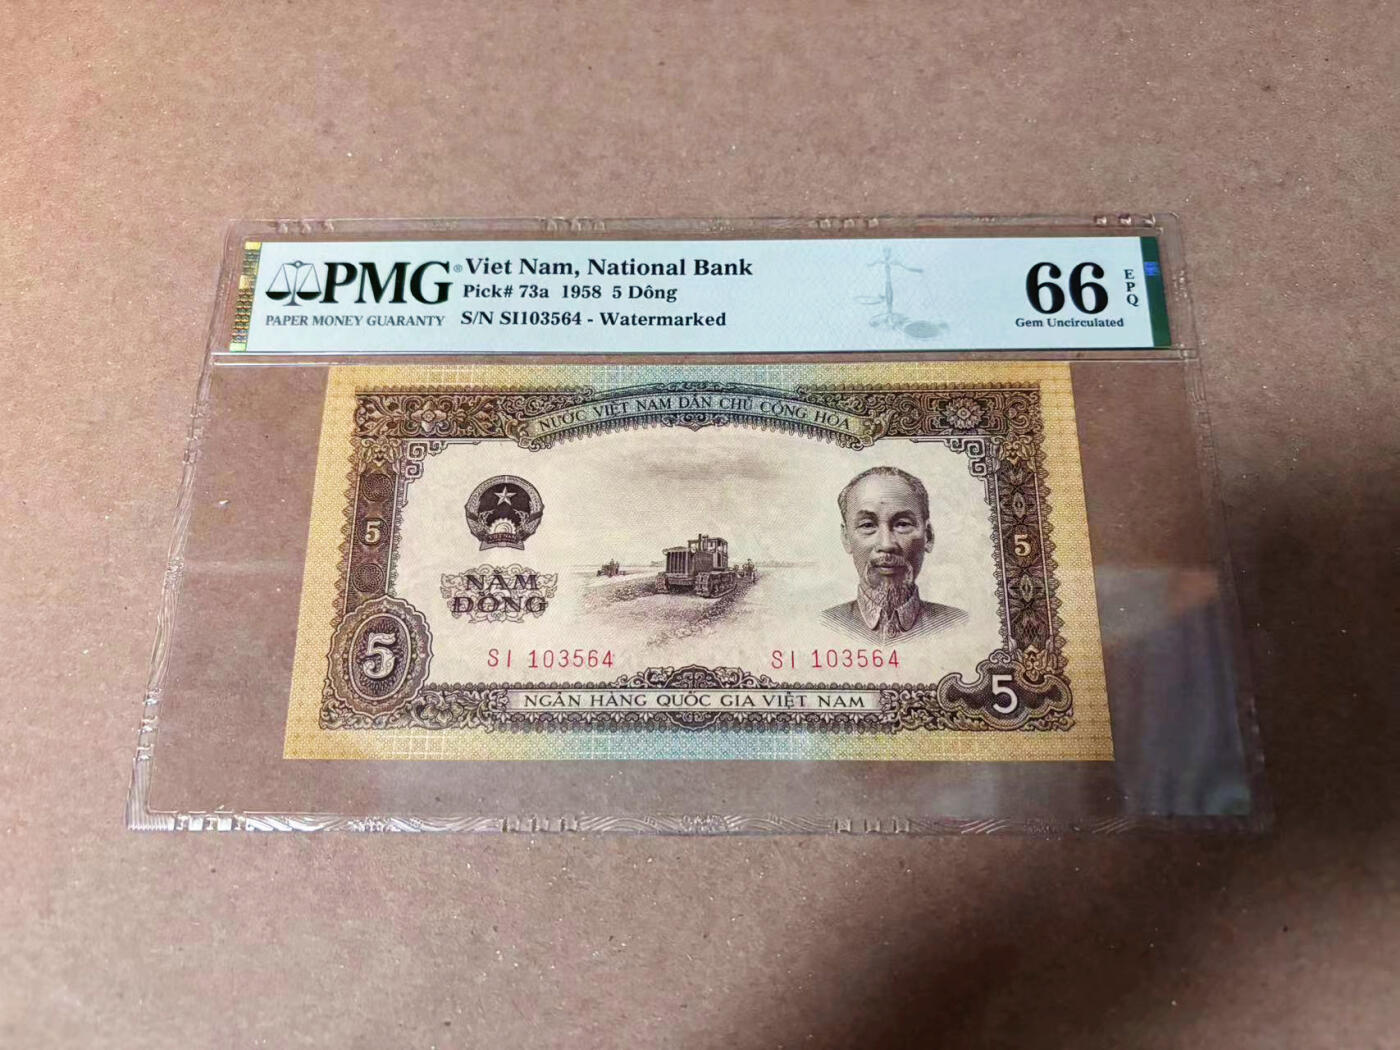 PMG®
PAPER MONEY GUARANTY
Viet Nam, National Bank
Pick# 73a 1958 5 Dông
S/N SI103564 - Watermarked
66
EPQ
Gem Uncirculated
NƯỚC VIỆT NAM DÂN CHỦ CỘNG HÒA
5
5
VIỆT NAM
NĂM
ĐỒNG
5
SI 103564
SI 103564
5
NGÂN HÀNG QUỐC GIA VIỆT NAM